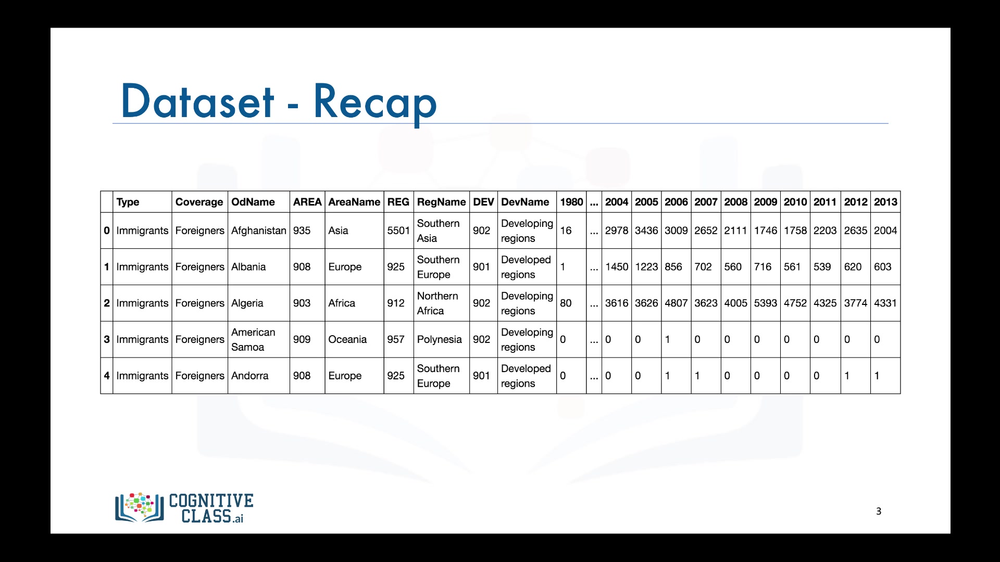 Dataset - Recap
Type Coverage OdName AREA AreaName REG RegName DEV DevName 1980 ... 2004 2005 2006 2007 2008 2009 2010 2011 2012 2013
0 Immigrants Foreigners Afghanistan 935 Asia 5501 Southern Asia 902 Developing regions 16 ... 2978 3436 3009 2652 2111 1746 1758 2203 2635 2004
1 Immigrants Foreigners Albania 908 Europe 925 Southern Europe 901 Developed regions 1 ... 1450 1223 856 702 560 716 561 539 620 603
2 Immigrants Foreigners Algeria 903 Africa 912 Northern Africa 902 Developing regions 80 ... 3616 3626 4807 3623 4005 5393 4752 4325 3774 4331
3 Immigrants Foreigners American Samoa 909 Oceania 957 Polynesia 902 Developing regions 0 ... 0 0 1 0 0 0 0 0 0 0
4 Immigrants Foreigners Andorra 908 Europe 925 Southern Europe 901 Developed regions 0 ... 0 0 1 1 0 0 0 0 1 1
COGNITIVE
CLASS.ai
3